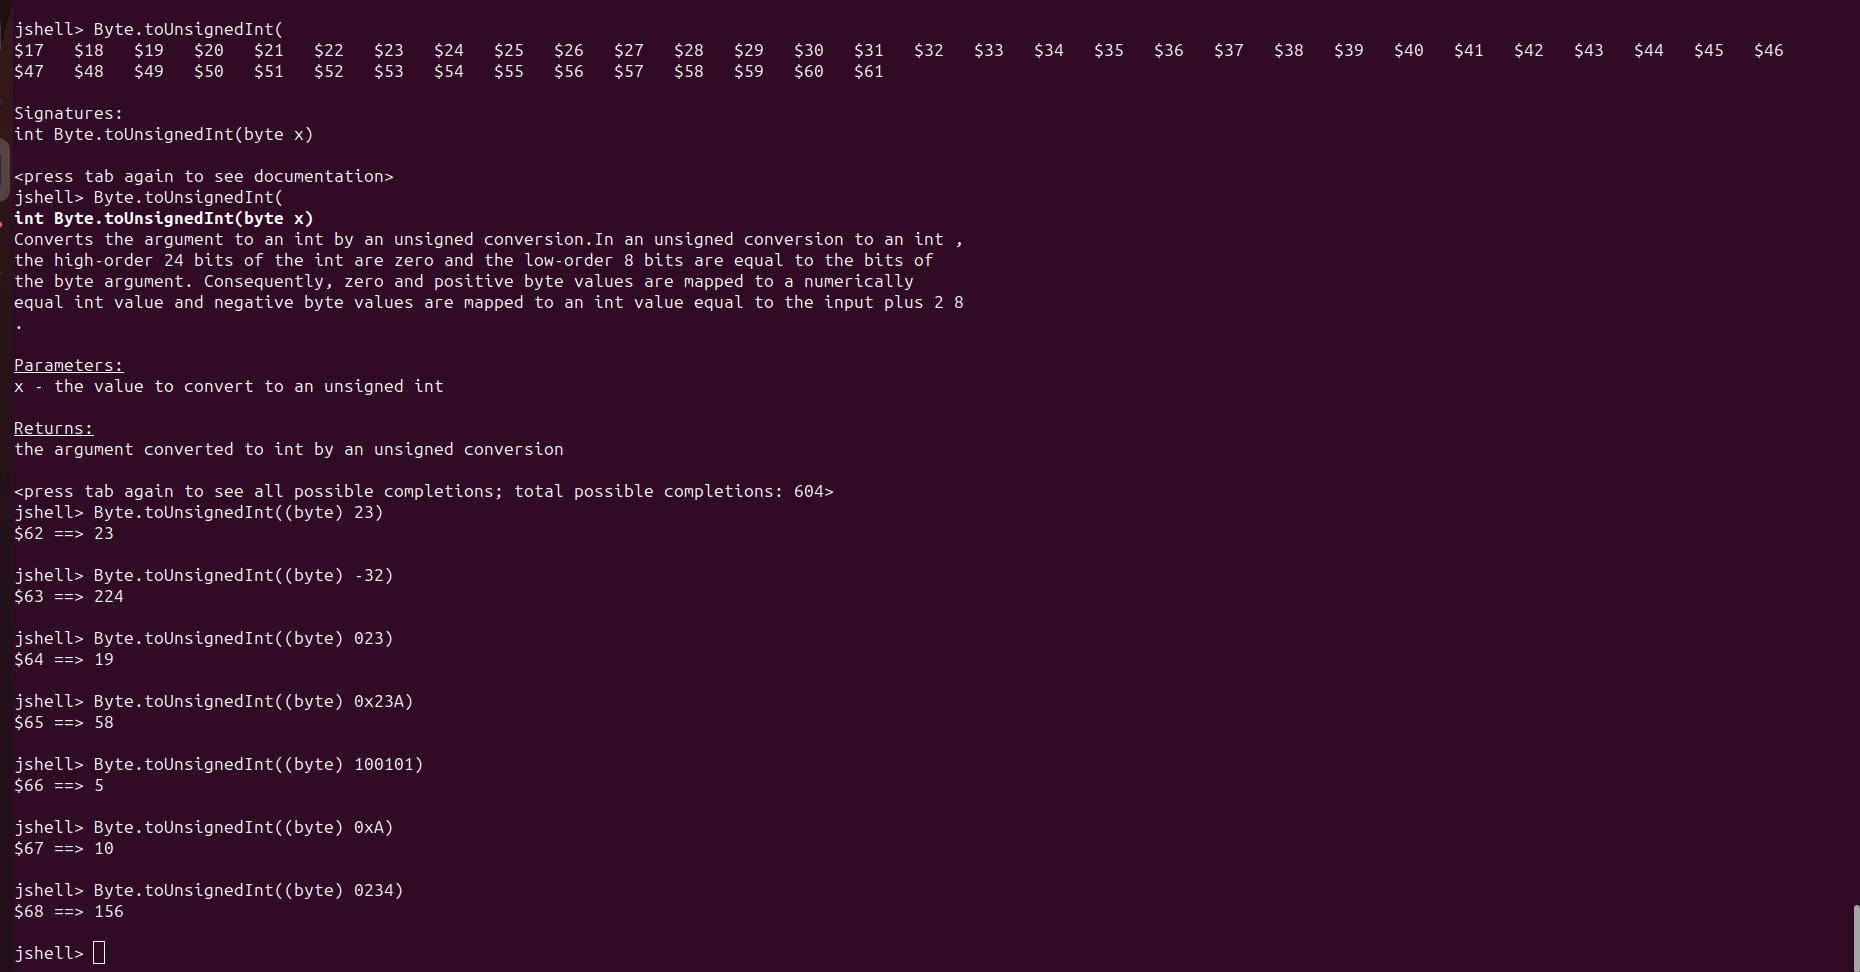 jshell> Byte.toUnsignedInt(
$17   $18   $19   $20   $21   $22   $23   $24   $25   $26   $27   $28   $29   $30   $31   $32   $33   $34   $35   $36   $37   $38   $39   $40   $41   $42   $43   $44   $45   $46
$47   $48   $49   $50   $51   $52   $53   $54   $55   $56   $57   $58   $59   $60   $61
Signatures:
int Byte.toUnsignedInt(byte x)
<press tab again to see documentation>
jshell> Byte.toUnsignedInt(
int Byte.toUnsignedInt(byte x)
Converts the argument to an int by an unsigned conversion.In an unsigned conversion to an int ,
the high-order 24 bits of the int are zero and the low-order 8 bits are equal to the bits of
the byte argument. Consequently, zero and positive byte values are mapped to a numerically
equal int value and negative byte values are mapped to an int value equal to the input plus 2 8
.
Parameters:
x - the value to convert to an unsigned int
Returns:
the argument converted to int by an unsigned conversion
<press tab again to see all possible completions; total possible completions: 604>
jshell> Byte.toUnsignedInt((byte) 23)
$62 ==> 23
jshell> Byte.toUnsignedInt((byte) -32)
$63 ==> 224
jshell> Byte.toUnsignedInt((byte) 023)
$64 ==> 19
jshell> Byte.toUnsignedInt((byte) 0x23A)
$65 ==> 58
jshell> Byte.toUnsignedInt((byte) 100101)
$66 ==> 5
jshell> Byte.toUnsignedInt((byte) 0xA)
$67 ==> 10
jshell> Byte.toUnsignedInt((byte) 0234)
$68 ==> 156
jshell>